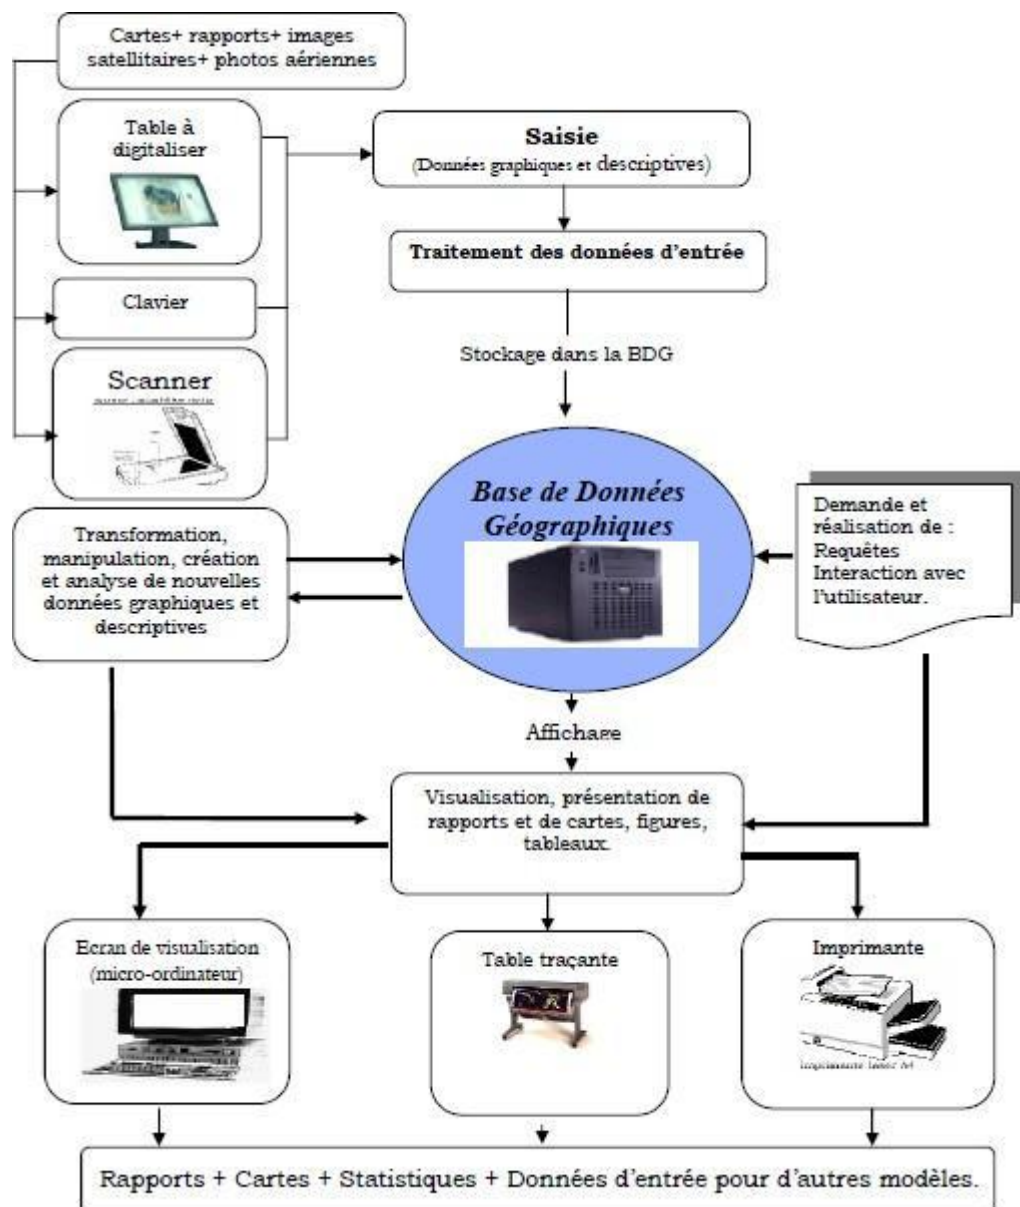 Cartes+ rapports+ images
satellitaires+ photos aériennes
Table à
digitaliser
Saisie
(Données graphiques et descriptives)
Traitement des données d'entrée
Clavier
Stockage dans la BDG
Scanner
Base de Données
Géographiques
Transformation,
manipulation, création
et analyse de nouvelles
données graphiques et
descriptives
Demande et
réalisation de :
Requêtes
Interaction avec
l'utilisateur.
Affichage
Visualisation, présentation de
rapports et de cartes, figures,
tableaux.
Ecran de visualisation
(micro-ordinateur)
Table traçante
Imprimante
Imprimante laser A4
Rapports + Cartes + Statistiques + Données d'entrée pour d'autres modèles.